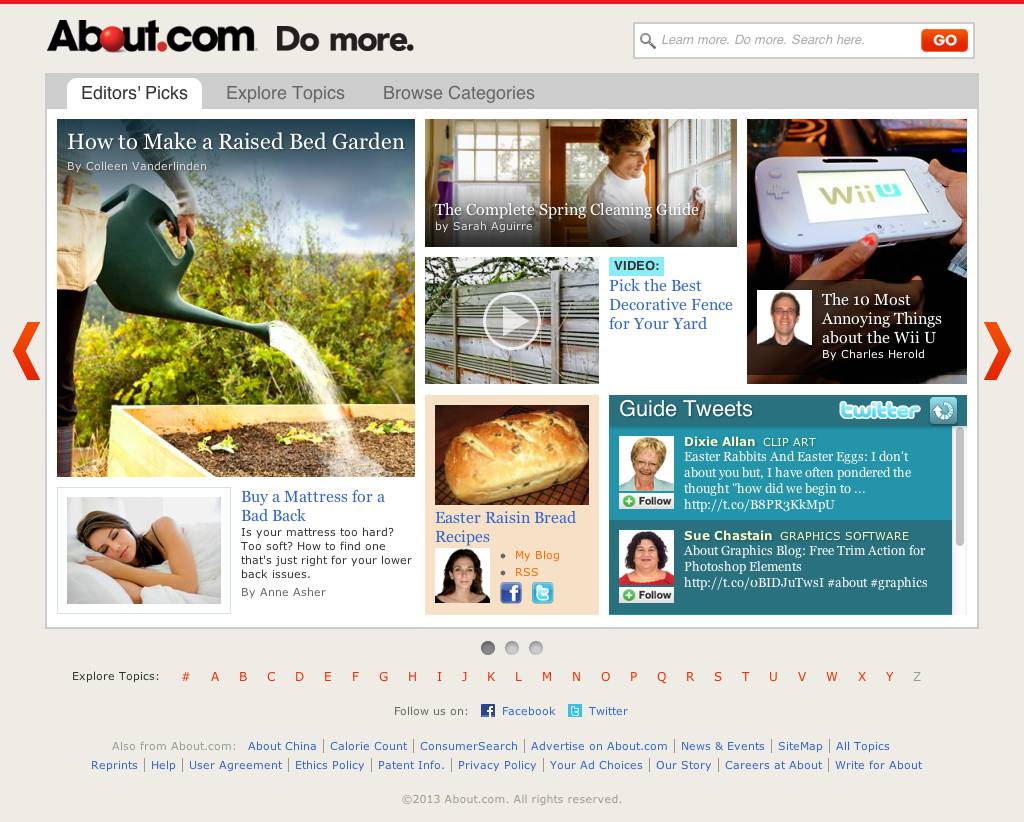 About.com Do more.
Learn more. Do more. Search here.
GO
Editors' Picks
Explore Topics
Browse Categories
How to Make a Raised Bed Garden
By Colleen Vanderlinden
The Complete Spring Cleaning Guide
by Sarah Aguirre
WiiU
The 10 Most
Annoying Things
about the Wii U
By Charles Herold
VIDEO:
Pick the Best
Decorative Fence
for Your Yard
Buy a Mattress for a
Bad Back
Is your mattress too hard?
Too soft? How to find one
that's just right for your lower
back issues.
By Anne Asher
Easter Raisin Bread
Recipes
My Blog
RSS
Guide Tweets
twitter
Dixie Allan CLIP ART
Easter Rabbits And Easter Eggs: I don't
about you but, I have often pondered the
thought "how did we begin to ...
http://t.co/B8PR3KkMpU
Follow
Sue Chastain GRAPHICS SOFTWARE
About Graphics Blog: Free Trim Action for
Photoshop Elements
http://t.co/0BIDJuTwsI #about #graphics
Follow
Explore Topics: # A B C D E F G H I J K L M N O P Q R S T U V W X Y Z
Follow us on: Facebook Twitter
Also from About.com: About China | Calorie Count | ConsumerSearch | Advertise on About.com | News & Events | SiteMap | All Topics
Reprints | Help | User Agreement | Ethics Policy | Patent Info. | Privacy Policy | Your Ad Choices | Our Story | Careers at About | Write for About
©2013 About.com. All rights reserved.